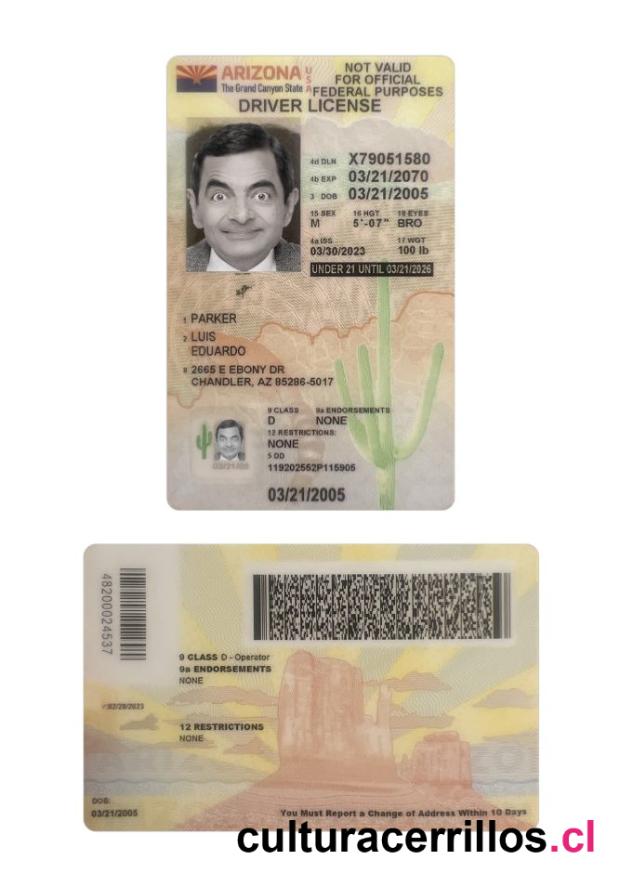 ARIZONA USA
The Grand Canyon State
NOT VALID
FOR OFFICIAL
FEDERAL PURPOSES
DRIVER LICENSE
4d DLN X79051580
4b EXP 03/21/2070
3 DOB 03/21/2005
15 SEX 16 HGT 18 EYES
M 5'-07" BRO
4a ISS 17 WGT
03/30/2023 100 lb
UNDER 21 UNTIL 03/21/2026
1 PARKER
2 LUIS
EDUARDO
8 2665 E EBONY DR
CHANDLER, AZ 85286-5017
9 CLASS 9a ENDORSEMENTS
D NONE
12 RESTRICTIONS:
NONE
5 DD
119202552P115905
03/21/2005
48200024537
9 CLASS D - Operator
9a ENDORSEMENTS
NONE
02/28/2023
12 RESTRICTIONS
NONE
DOB:
03/21/2005
You Must Report a Change of Address Within 10 Days
culturacerrillos.cl